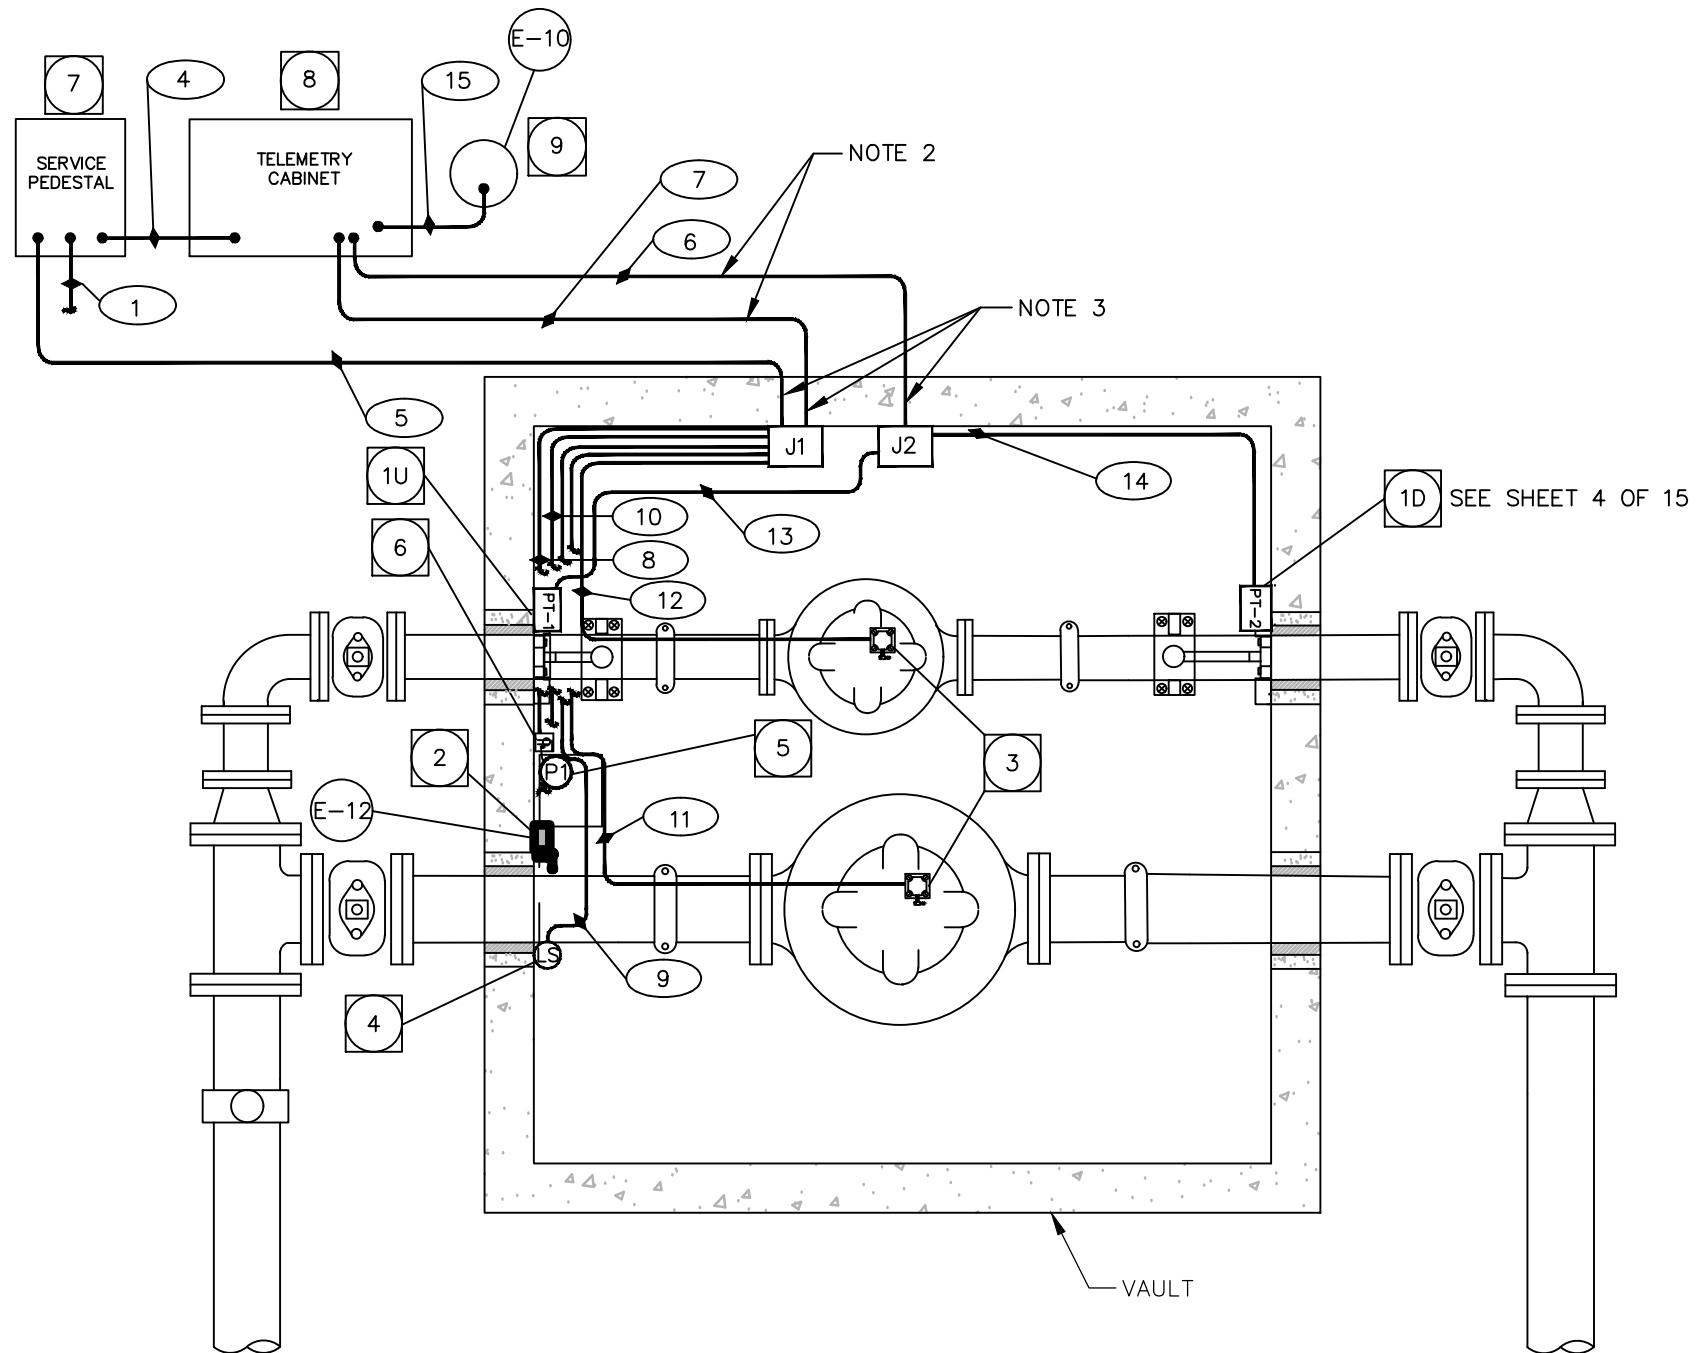 E-10
7
4
8
15
9
SERVICE
PEDESTAL
TELEMETRY
CABINET
NOTE 2
7
6
1
NOTE 3
5
J1
J2
1U
14
1D
SEE SHEET 4 OF 15
10
13
6
8
12
PT-1
PT-2
2
5
3
P1
E-12
11
LS
9
4
VAULT